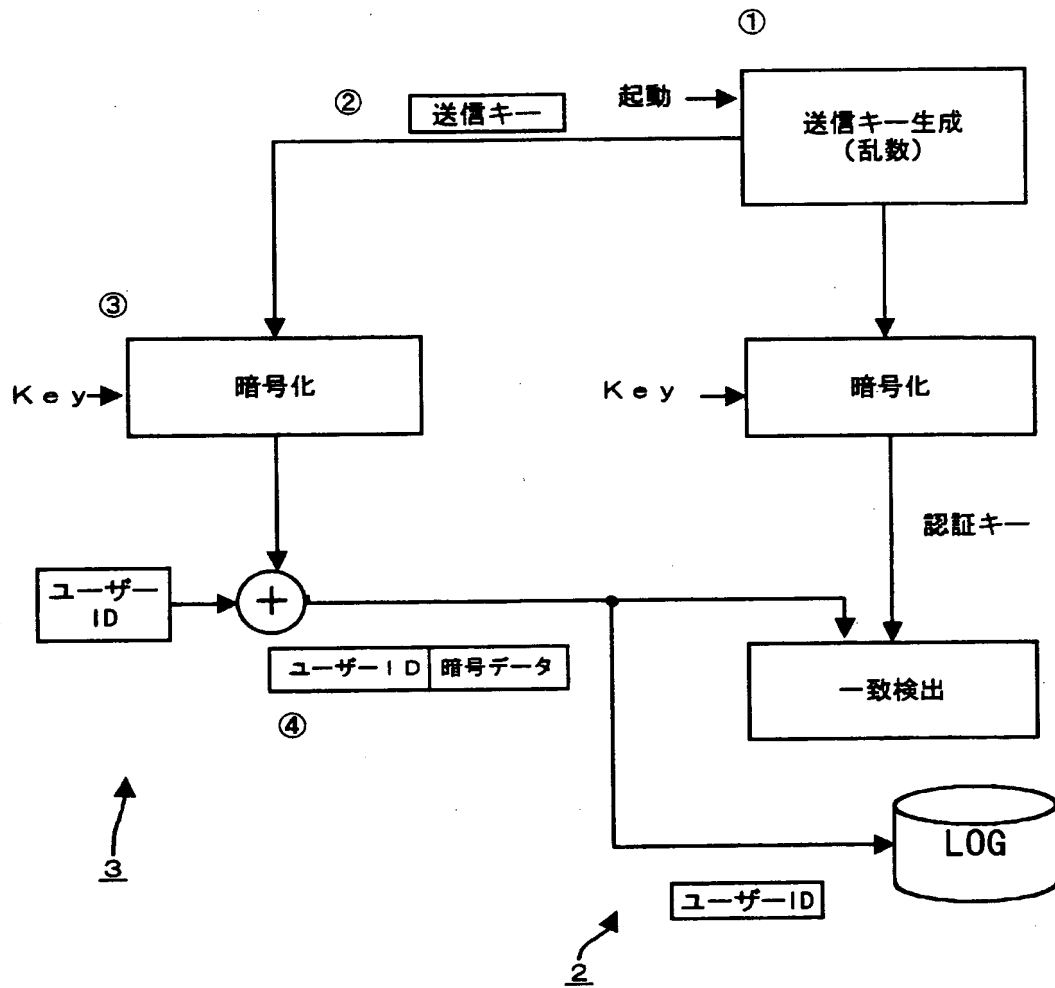 ①
② 送信キー
起動
送信キー生成
(乱数)
③
Key
暗号化
Key
暗号化
認証キー
ユーザー
ID
+
ユーザーID 暗号データ
④
一致検出
LOG
ユーザーID
3
2